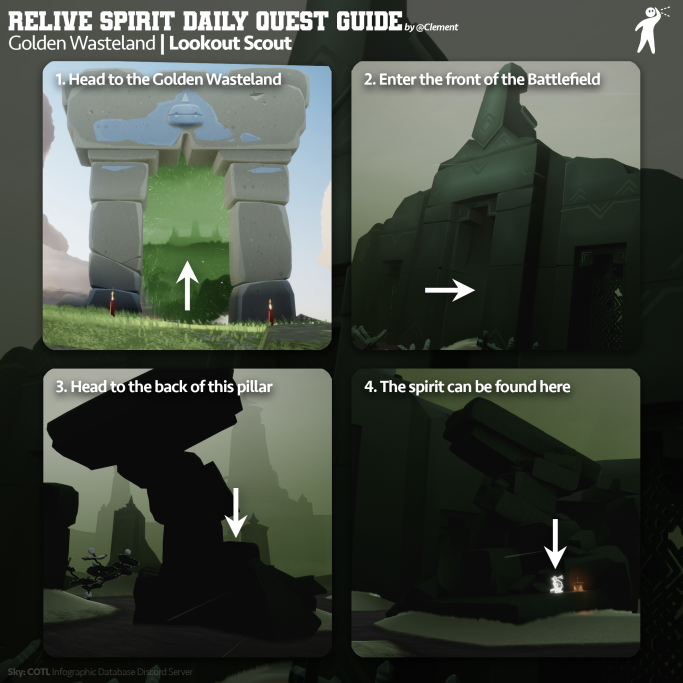 RELIVE SPIRIT DAILY QUEST GUIDE by @Clement
Golden Wasteland | Lookout Scout
1. Head to the Golden Wasteland
2. Enter the front of the Battlefield
3. Head to the back of this pillar
4. The spirit can be found here
Sky: COTL Infographic Database Discord Server